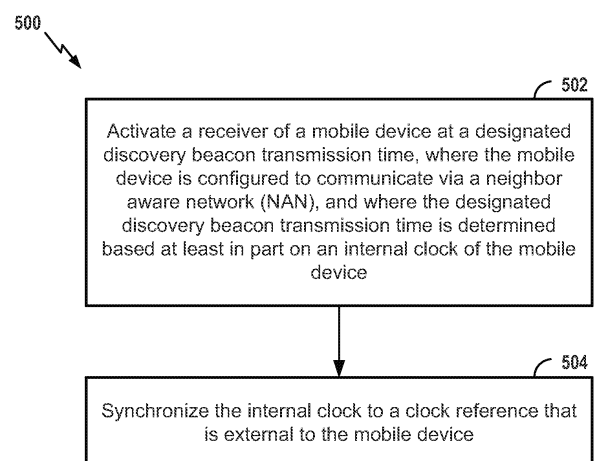 500
502
Activate a receiver of a mobile device at a designated
discovery beacon transmission time, where the mobile
device is configured to communicate via a neighbor
aware network (NAN), and where the designated
discovery beacon transmission time is determined
based at least in part on an internal clock of the mobile
device
504
Synchronize the internal clock to a clock reference that
is external to the mobile device